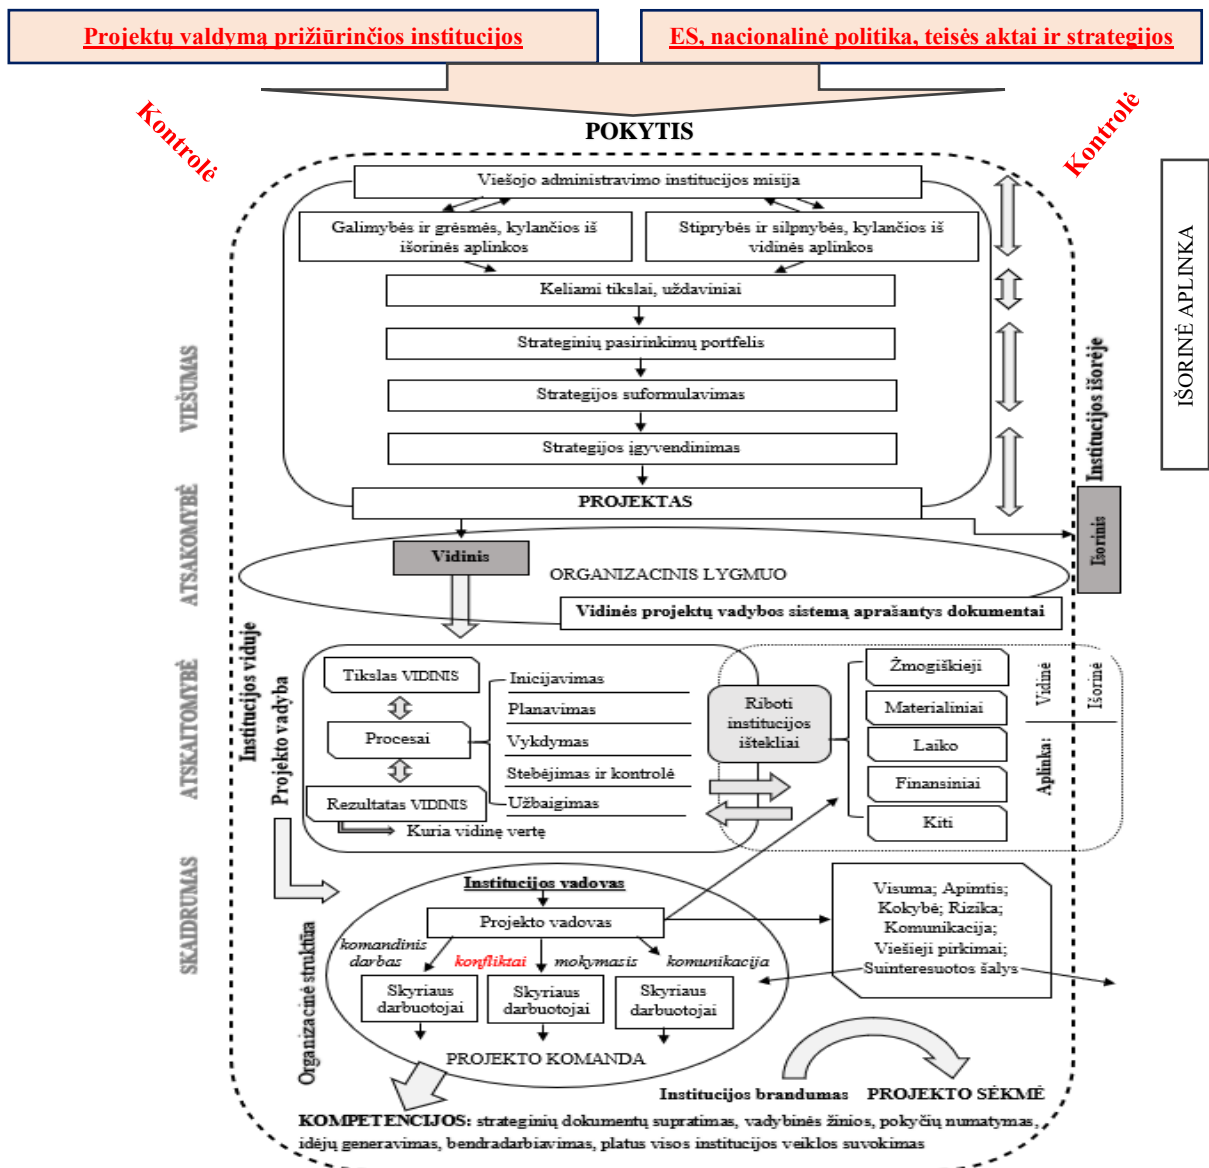 Projektų valdymą prižiūrinčios institucijos
ES, nacionalinė politika, teisės aktai ir strategijos
Kontrolė
Kontrolė
POKYTIS
IŠORINĖ APLINKA
Viešojo administravimo institucijos misija
Galimybės ir grėsmės, kylančios iš
išorinės aplinkos
Stiprybės ir silpnybės, kylančios iš
vidinės aplinkos
Keliami tikslai, uždaviniai
Strateginių pasirinkimų portfelis
Strategijos suformulavimas
Strategijos įgyvendinimas
PROJEKTAS
VIEŠUMAS
ATSAKOMYBĖ
ATSKAITOMYBĖ
SKAIDRUMAS
Institucijos išorėje
Išorinis
Vidinis
ORGANIZACINIS LYGMUO
Vidinės projektų vadybos sistemą aprašantys dokumentai
Institucijos viduje
Projekto vadyba
Tikslas VIDINIS
Procesai
Rezultatas VIDINIS
Kuria vidinę vertę
Inicijavimas
Planavimas
Vykdymas
Stebėjimas ir kontrolė
Užbaigimas
Riboti
institucijos
ištekliai
Žmogiškieji
Materialiniai
Laiko
Finansiniai
Kiti
Aplinka:
Vidinė
Išorinė
Organizacinė struktūra
Institucijos vadovas
Projekto vadovas
komandinis
darbas
konfliktai
mokymasis
komunikacija
Skyriaus
darbuotojai
Skyriaus
darbuotojai
Skyriaus
darbuotojai
PROJEKTO KOMANDA
Visuma; Apimtis;
Kokybė; Rizika;
Komunikacija;
Viešieji pirkimai;
Suinteresuotos šalys
Institucijos brandumas
PROJEKTO SĖKMĖ
KOMPETENCIJOS: strateginių dokumentų supratimas, vadybinės žinios, pokyčių numatymas,
idėjų generavimas, bendradarbiavimas, platus visos institucijos veiklos suvokimas